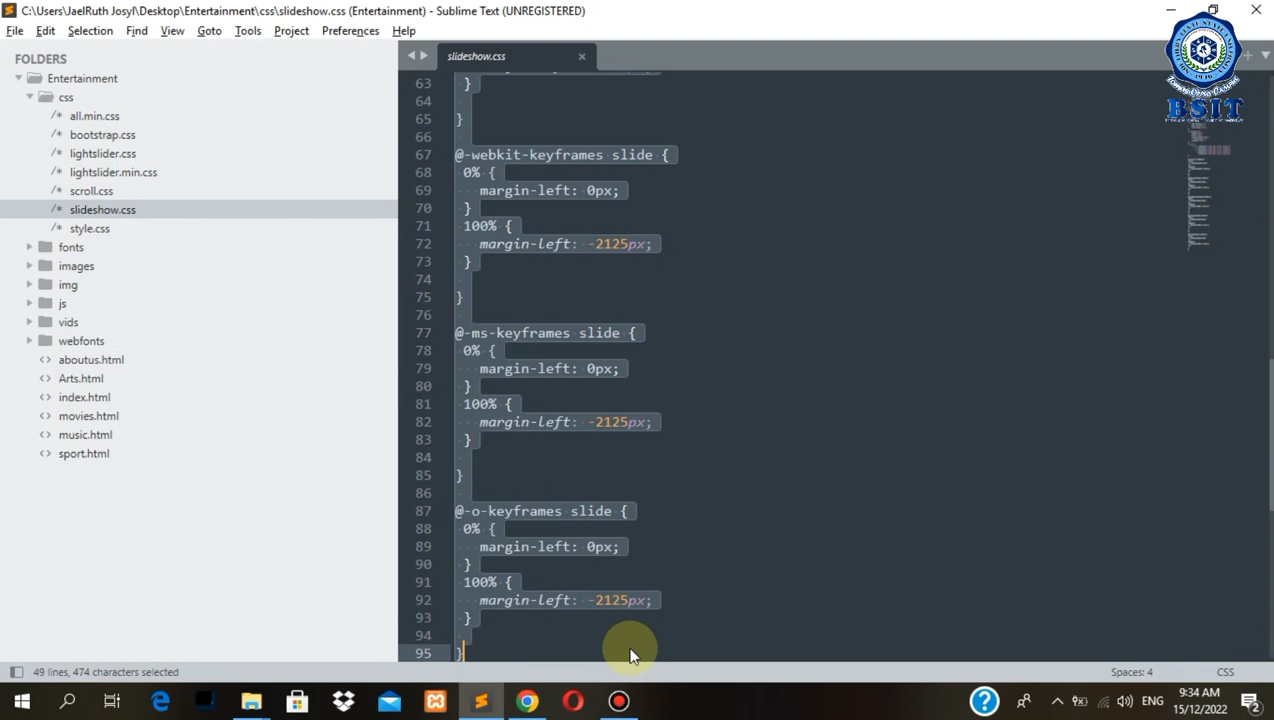 C:\Users\JaelRuth Josyl\Desktop\Entertainment\css\slideshow.css (Entertainment) - Sublime Text (UNREGISTERED)
File Edit Selection Find View Goto Tools Project Preferences Help
FOLDERS
Entertainment
css
/* all.min.css
/* bootstrap.css
/* lightslider.css
/* lightslider.min.css
/* scroll.css
/* slideshow.css
/* style.css
fonts
images
img
js
vids
webfonts
<> aboutus.html
<> Arts.html
<> index.html
<> movies.html
<> music.html
<> sport.html
slideshow.css
63 }
64
65 }
66
67 @-webkit-keyframes slide {
68 0% {
69 margin-left: 0px;
70 }
71 100% {
72 margin-left: -2125px;
73 }
74
75 }
76
77 @-ms-keyframes slide {
78 0% {
79 margin-left: 0px;
80 }
81 100% {
82 margin-left: -2125px;
83 }
84
85 }
86
87 @-o-keyframes slide {
88 0% {
89 margin-left: 0px;
90 }
91 100% {
92 margin-left: -2125px;
93 }
94
95 }
BSIT
49 lines, 474 characters selected
Spaces: 4 CSS
ENG
9:34 AM
15/12/2022
2